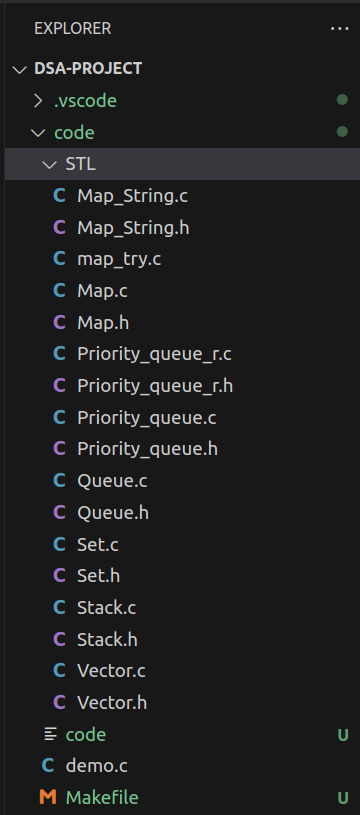 EXPLORER ...
DSA-PROJECT
.vscode
code
STL
C Map_String.c
C Map_String.h
C map_try.c
C Map.c
C Map.h
C Priority_queue_r.c
C Priority_queue_r.h
C Priority_queue.c
C Priority_queue.h
C Queue.c
C Queue.h
C Set.c
C Set.h
C Stack.c
C Stack.h
C Vector.c
C Vector.h
code U
C demo.c
M Makefile U